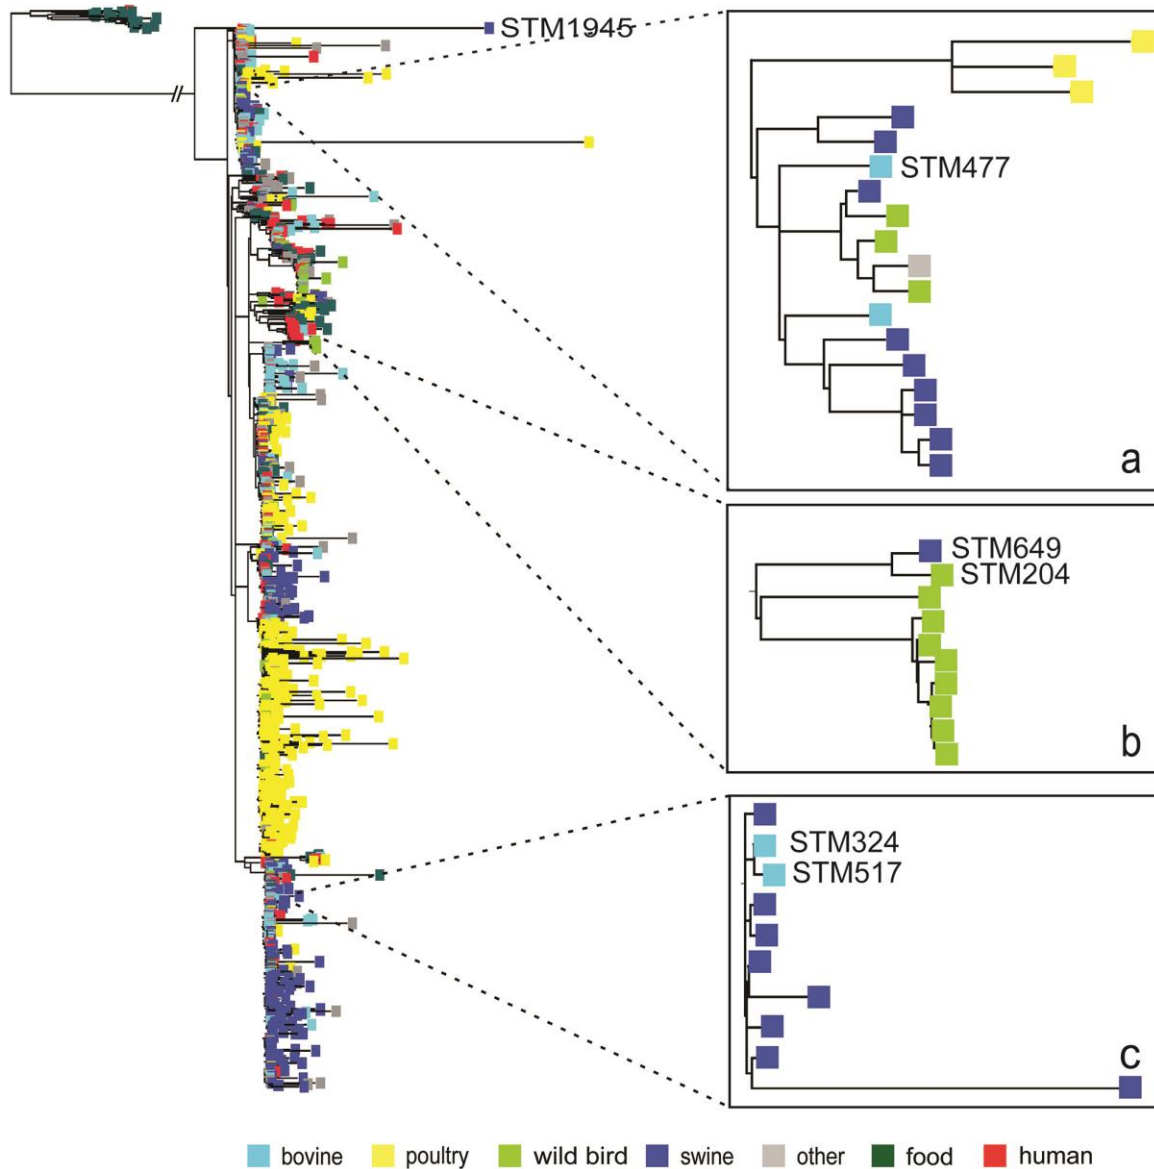 STM1945
STM477
a
STM649
STM204
b
STM324
STM517
c
bovine poultry wild bird swine other food human